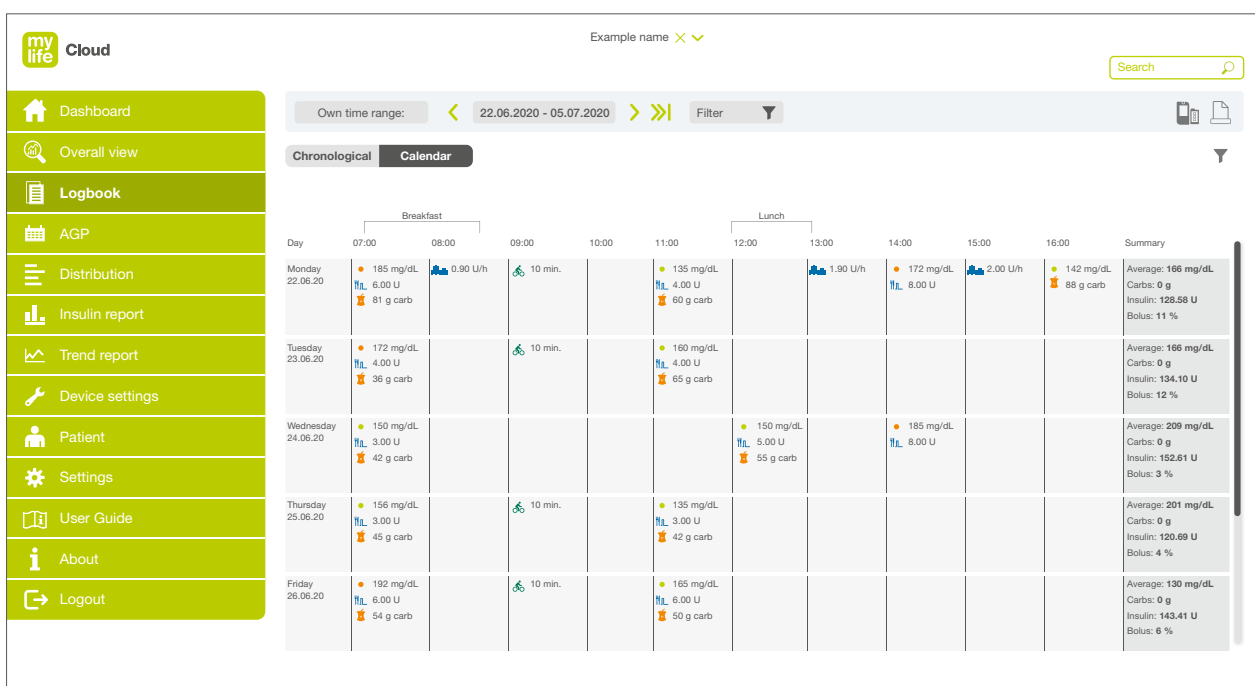 my
life Cloud
Example name
Search
Dashboard
Overall view
Logbook
AGP
Distribution
Insulin report
Trend report
Device settings
Patient
Settings
User Guide
About
Logout
Own time range: 22.06.2020 - 05.07.2020 Filter
Chronological Calendar
Breakfast Lunch
Day 07:00 08:00 09:00 10:00 11:00 12:00 13:00 14:00 15:00 16:00 Summary
Monday 185 mg/dL 0.90 U/h 10 min. 135 mg/dL 1.90 U/h 172 mg/dL 2.00 U/h 142 mg/dL Average: 166 mg/dL
22.06.20 6.00 U 4.00 U 8.00 U 88 g carb Carbs: 0 g
81 g carb 60 g carb Insulin: 128.58 U
Bolus: 11 %
Tuesday 172 mg/dL 10 min. 160 mg/dL Average: 166 mg/dL
23.06.20 4.00 U 4.00 U Carbs: 0 g
36 g carb 65 g carb Insulin: 134.10 U
Bolus: 12 %
Wednesday 150 mg/dL 150 mg/dL 185 mg/dL Average: 209 mg/dL
24.06.20 3.00 U 5.00 U 8.00 U Carbs: 0 g
42 g carb 55 g carb Insulin: 152.61 U
Bolus: 3 %
Thursday 156 mg/dL 10 min. 135 mg/dL Average: 201 mg/dL
25.06.20 3.00 U 3.00 U Carbs: 0 g
45 g carb 42 g carb Insulin: 120.69 U
Bolus: 4 %
Friday 192 mg/dL 10 min. 165 mg/dL Average: 130 mg/dL
26.06.20 6.00 U 6.00 U Carbs: 0 g
54 g carb 50 g carb Insulin: 143.41 U
Bolus: 6 %